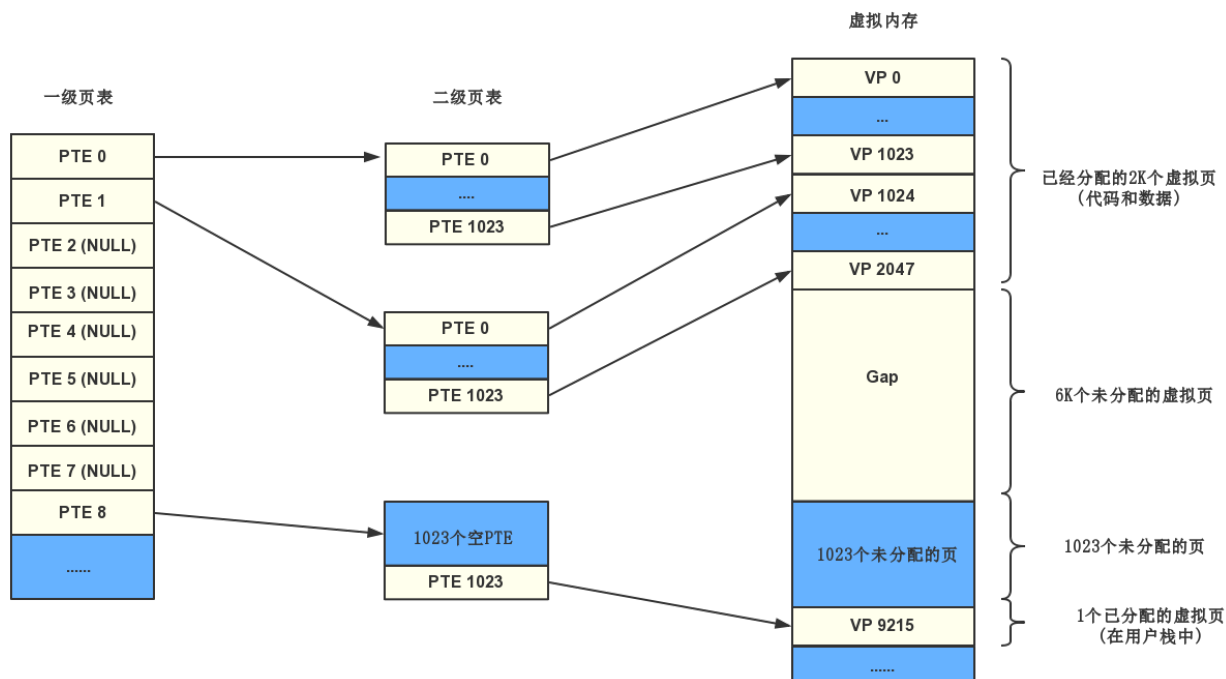 虚拟内存
一级页表
二级页表
PTE 0
PTE 1
PTE 2 (NULL)
PTE 3 (NULL)
PTE 4 (NULL)
PTE 5 (NULL)
PTE 6 (NULL)
PTE 7 (NULL)
PTE 8
......
PTE 0
....
PTE 1023
PTE 0
....
PTE 1023
1023个空PTE
PTE 1023
VP 0
...
VP 1023
VP 1024
...
VP 2047
Gap
1023个未分配的页
VP 9215
......
已经分配的2K个虚拟页
(代码和数据)
6K个未分配的虚拟页
1023个未分配的页
1个已分配的虚拟页
(在用户栈中)